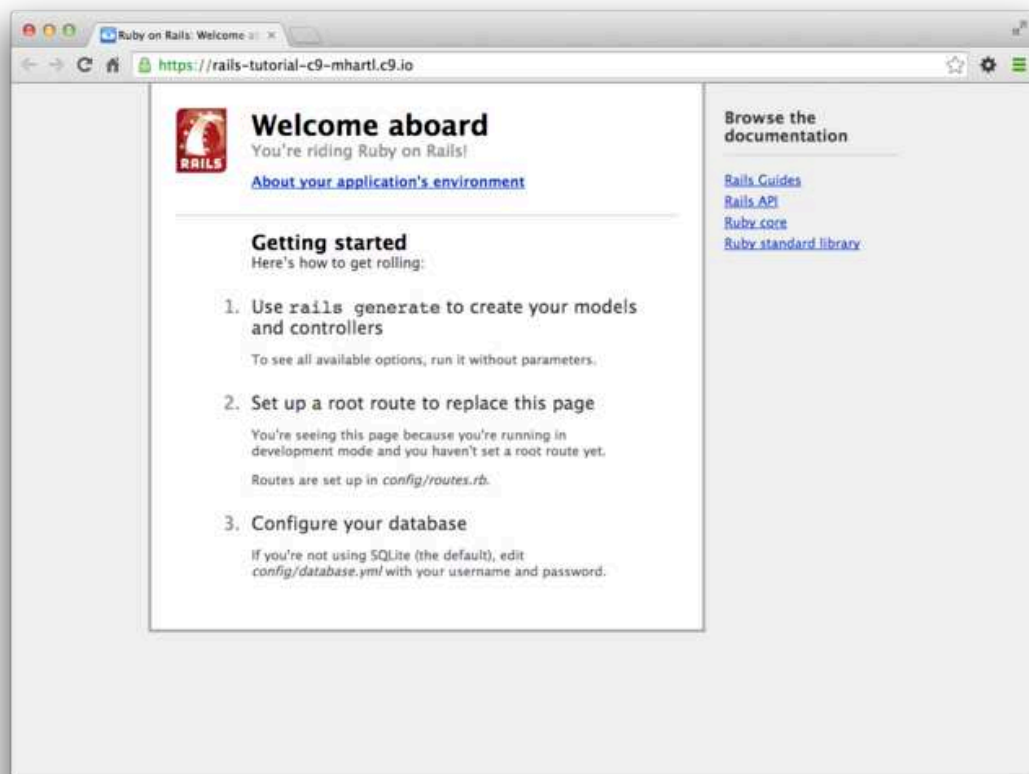 Ruby on Rails: Welcome a
https://rails-tutorial-c9-mhartl.c9.io
RAILS
Welcome aboard
You're riding Ruby on Rails!
About your application's environment
Getting started
Here's how to get rolling:
1. Use rails generate to create your models
and controllers
To see all available options, run it without parameters.
2. Set up a root route to replace this page
You're seeing this page because you're running in
development mode and you haven't set a root route yet.
Routes are set up in config/routes.rb.
3. Configure your database
If you're not using SQLite (the default), edit
config/database.yml with your username and password.
Browse the
documentation
Rails Guides
Rails API
Ruby core
Ruby standard library